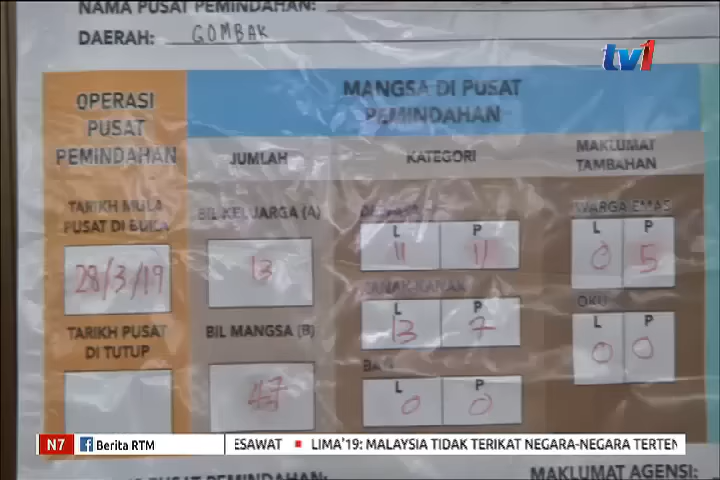 NAMA PUSAT PEMINDAHAN:
DAERAH: GOMBAK
tv1
OPERASI PUSAT PEMINDAHAN
MANGSA DI PUSAT PEMINDAHAN
JUMLAH
KATEGORI
MAKLUMAT TAMBAHAN
TARIKH MULA PUSAT DI BUKA
28/3/19
BIL KELUARGA (A)
13
DEWASA
L P
11 11
WARGA EMAS
L P
0 5
KANAK-KANAK
L P
13 7
OKU
L P
0 0
TARIKH PUSAT DI TUTUP
BIL MANGSA (B)
L P
0 0
N7 Berita RTM ESAWAT LIMA'19: MALAYSIA TIDAK TERIKAT NEGARA-NEGARA TERTEN
PUSAT PEMINDAHAN:
MAKLUMAT AGENSI: